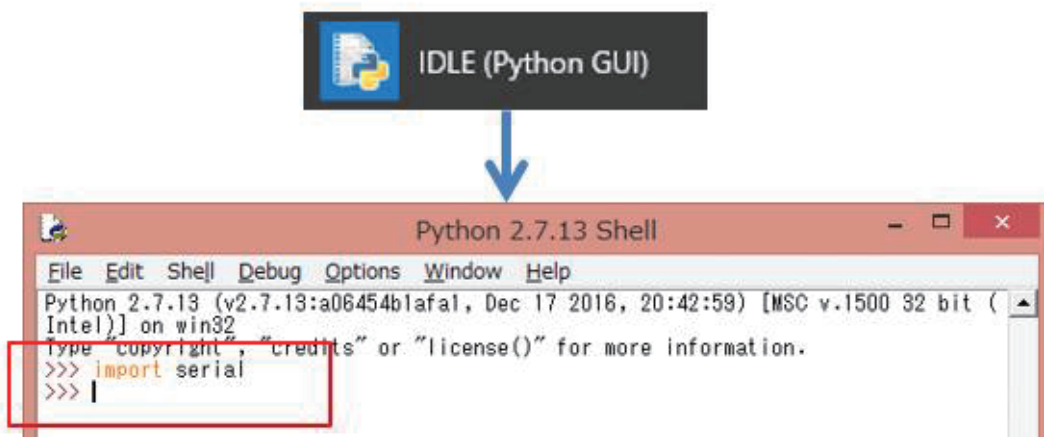 IDLE (Python GUI)
Python 2.7.13 Shell
File Edit Shell Debug Options Window Help
Python 2.7.13 (v2.7.13:a06454b1afa1, Dec 17 2016, 20:42:59) [MSC v.1500 32 bit (
Intel)] on win32
Type "copyright", "credits" or "license()" for more information.
>>> import serial
>>>